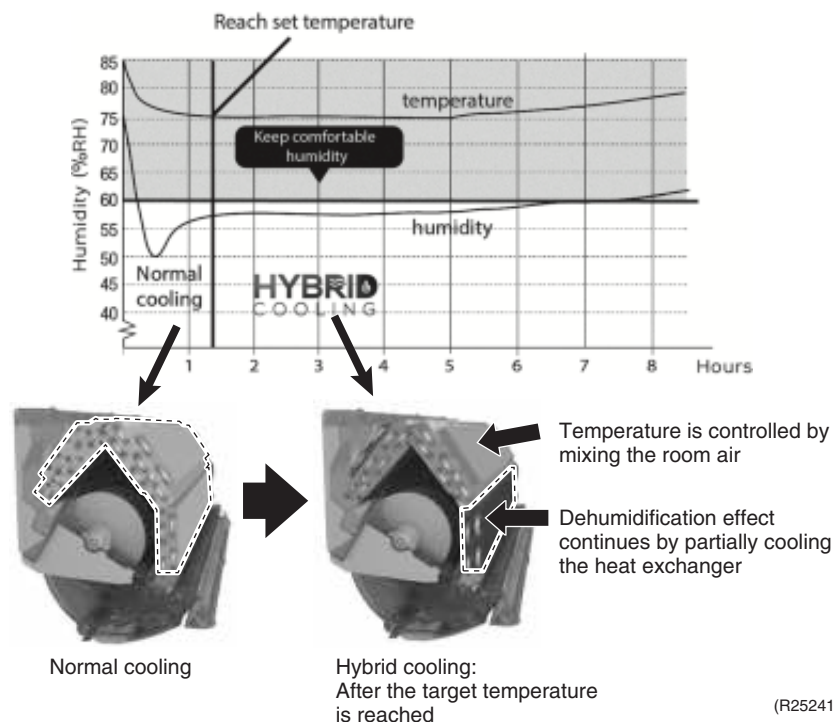 Reach set temperature
85
80
75
70
65
60
55
50
45
40
Humidity (%RH)
temperature
Keep comfortable
humidity
humidity
Normal
cooling
HYBRID
COOLING
1 2 3 4 5 6 7 8 Hours
Temperature is controlled by
mixing the room air
Dehumidification effect
continues by partially cooling
the heat exchanger
Normal cooling
Hybrid cooling:
After the target temperature
is reached
(R25241